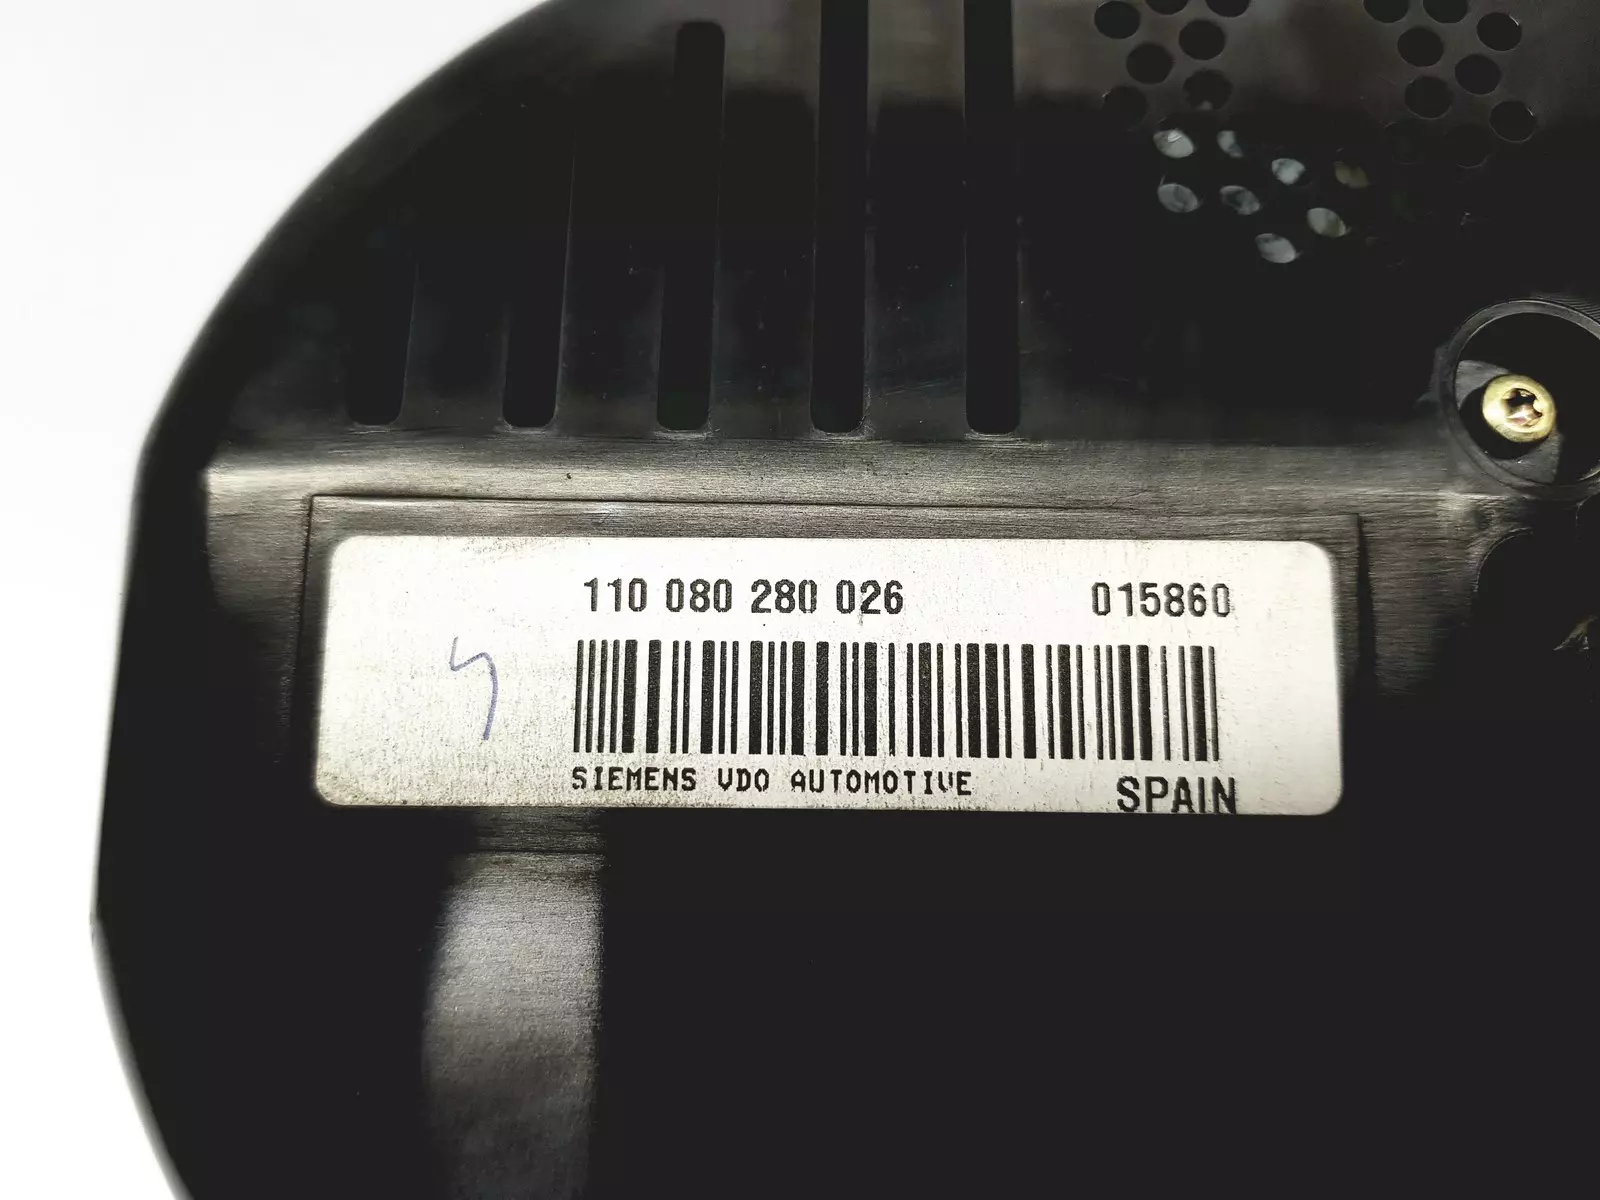 110 080 280 026 015860
SIEMENS VDO AUTOMOTIVE SPAIN